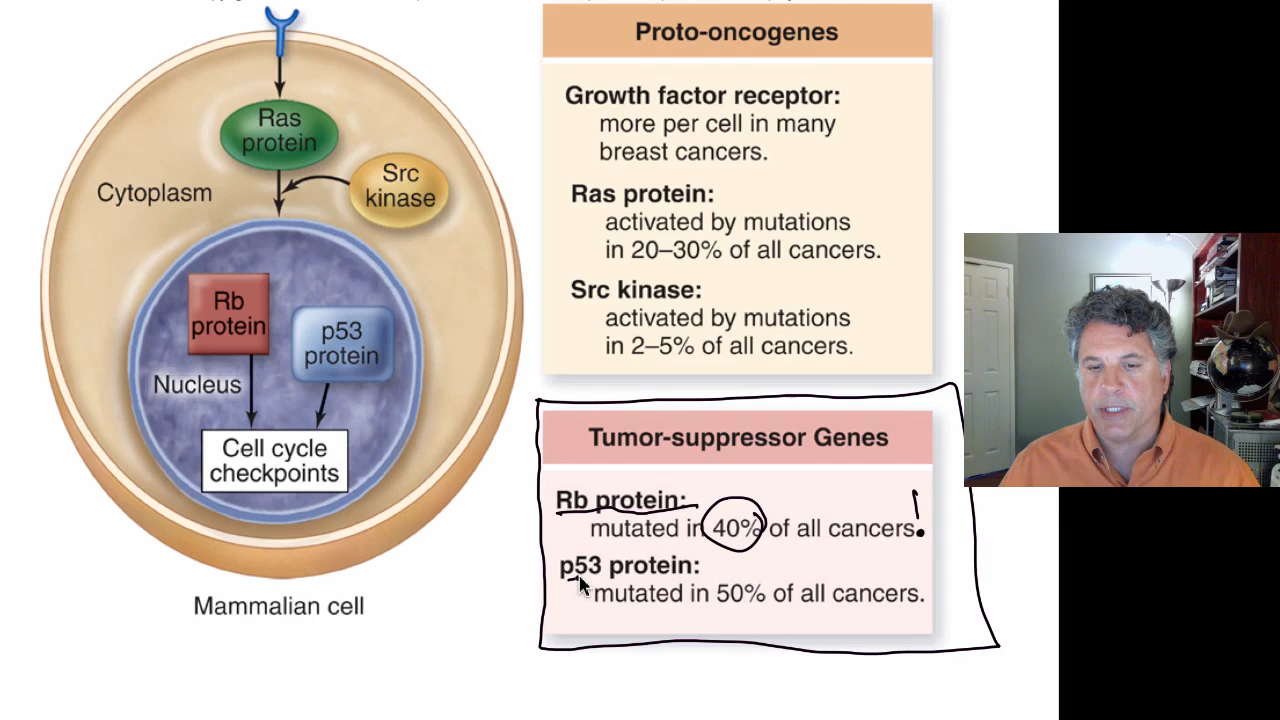 Ras
protein
Src
kinase
Cytoplasm
Rb
protein
p53
protein
Nucleus
Cell cycle
checkpoints
Mammalian cell
Proto-oncogenes
Growth factor receptor:
more per cell in many
breast cancers.
Ras protein:
activated by mutations
in 20–30% of all cancers.
Src kinase:
activated by mutations
in 2–5% of all cancers.
Tumor-suppressor Genes
Rb protein:
mutated in 40% of all cancers. !
p53 protein:
mutated in 50% of all cancers.